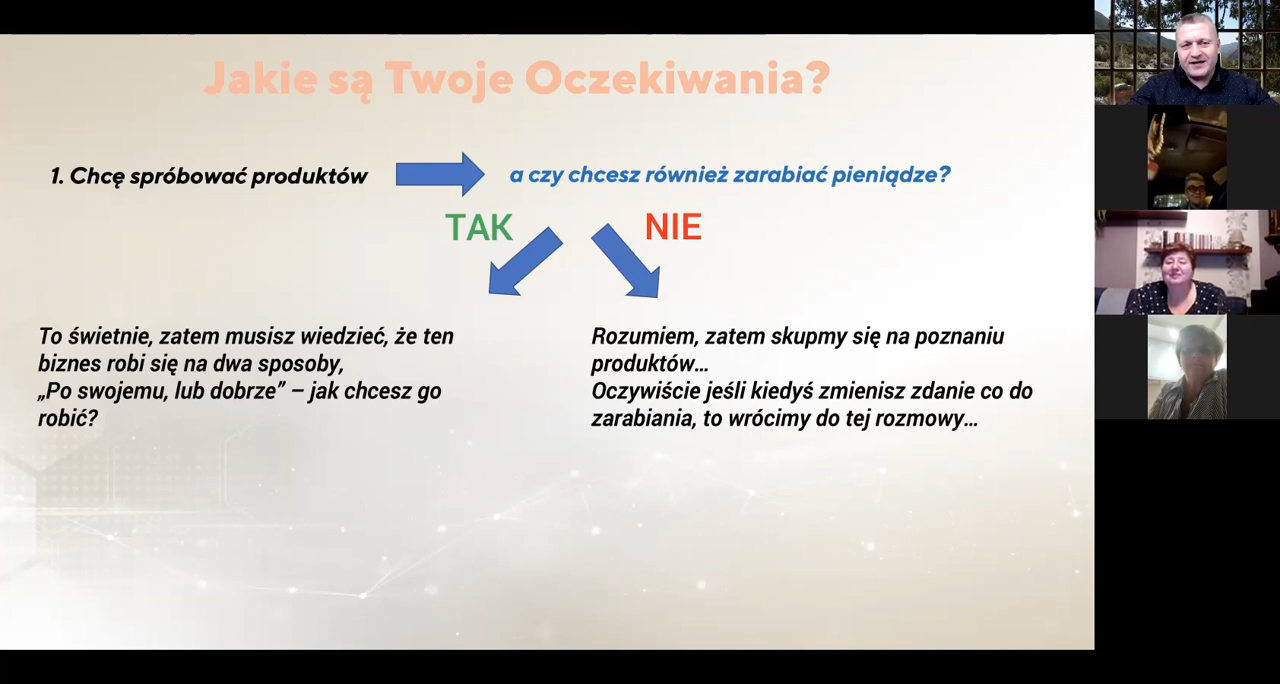 Jakie są Twoje Oczekiwania?
1. Chcę spróbować produktów
a czy chcesz również zarabiać pieniądze?
TAK
NIE
To świetnie, zatem musisz wiedzieć, że ten
biznes robi się na dwa sposoby,
„Po swojemu, lub dobrze” – jak chcesz go
robić?
Rozumiem, zatem skupmy się na poznaniu
produktów…
Oczywiście jeśli kiedyś zmienisz zdanie co do
zarabiania, to wrócimy do tej rozmowy…